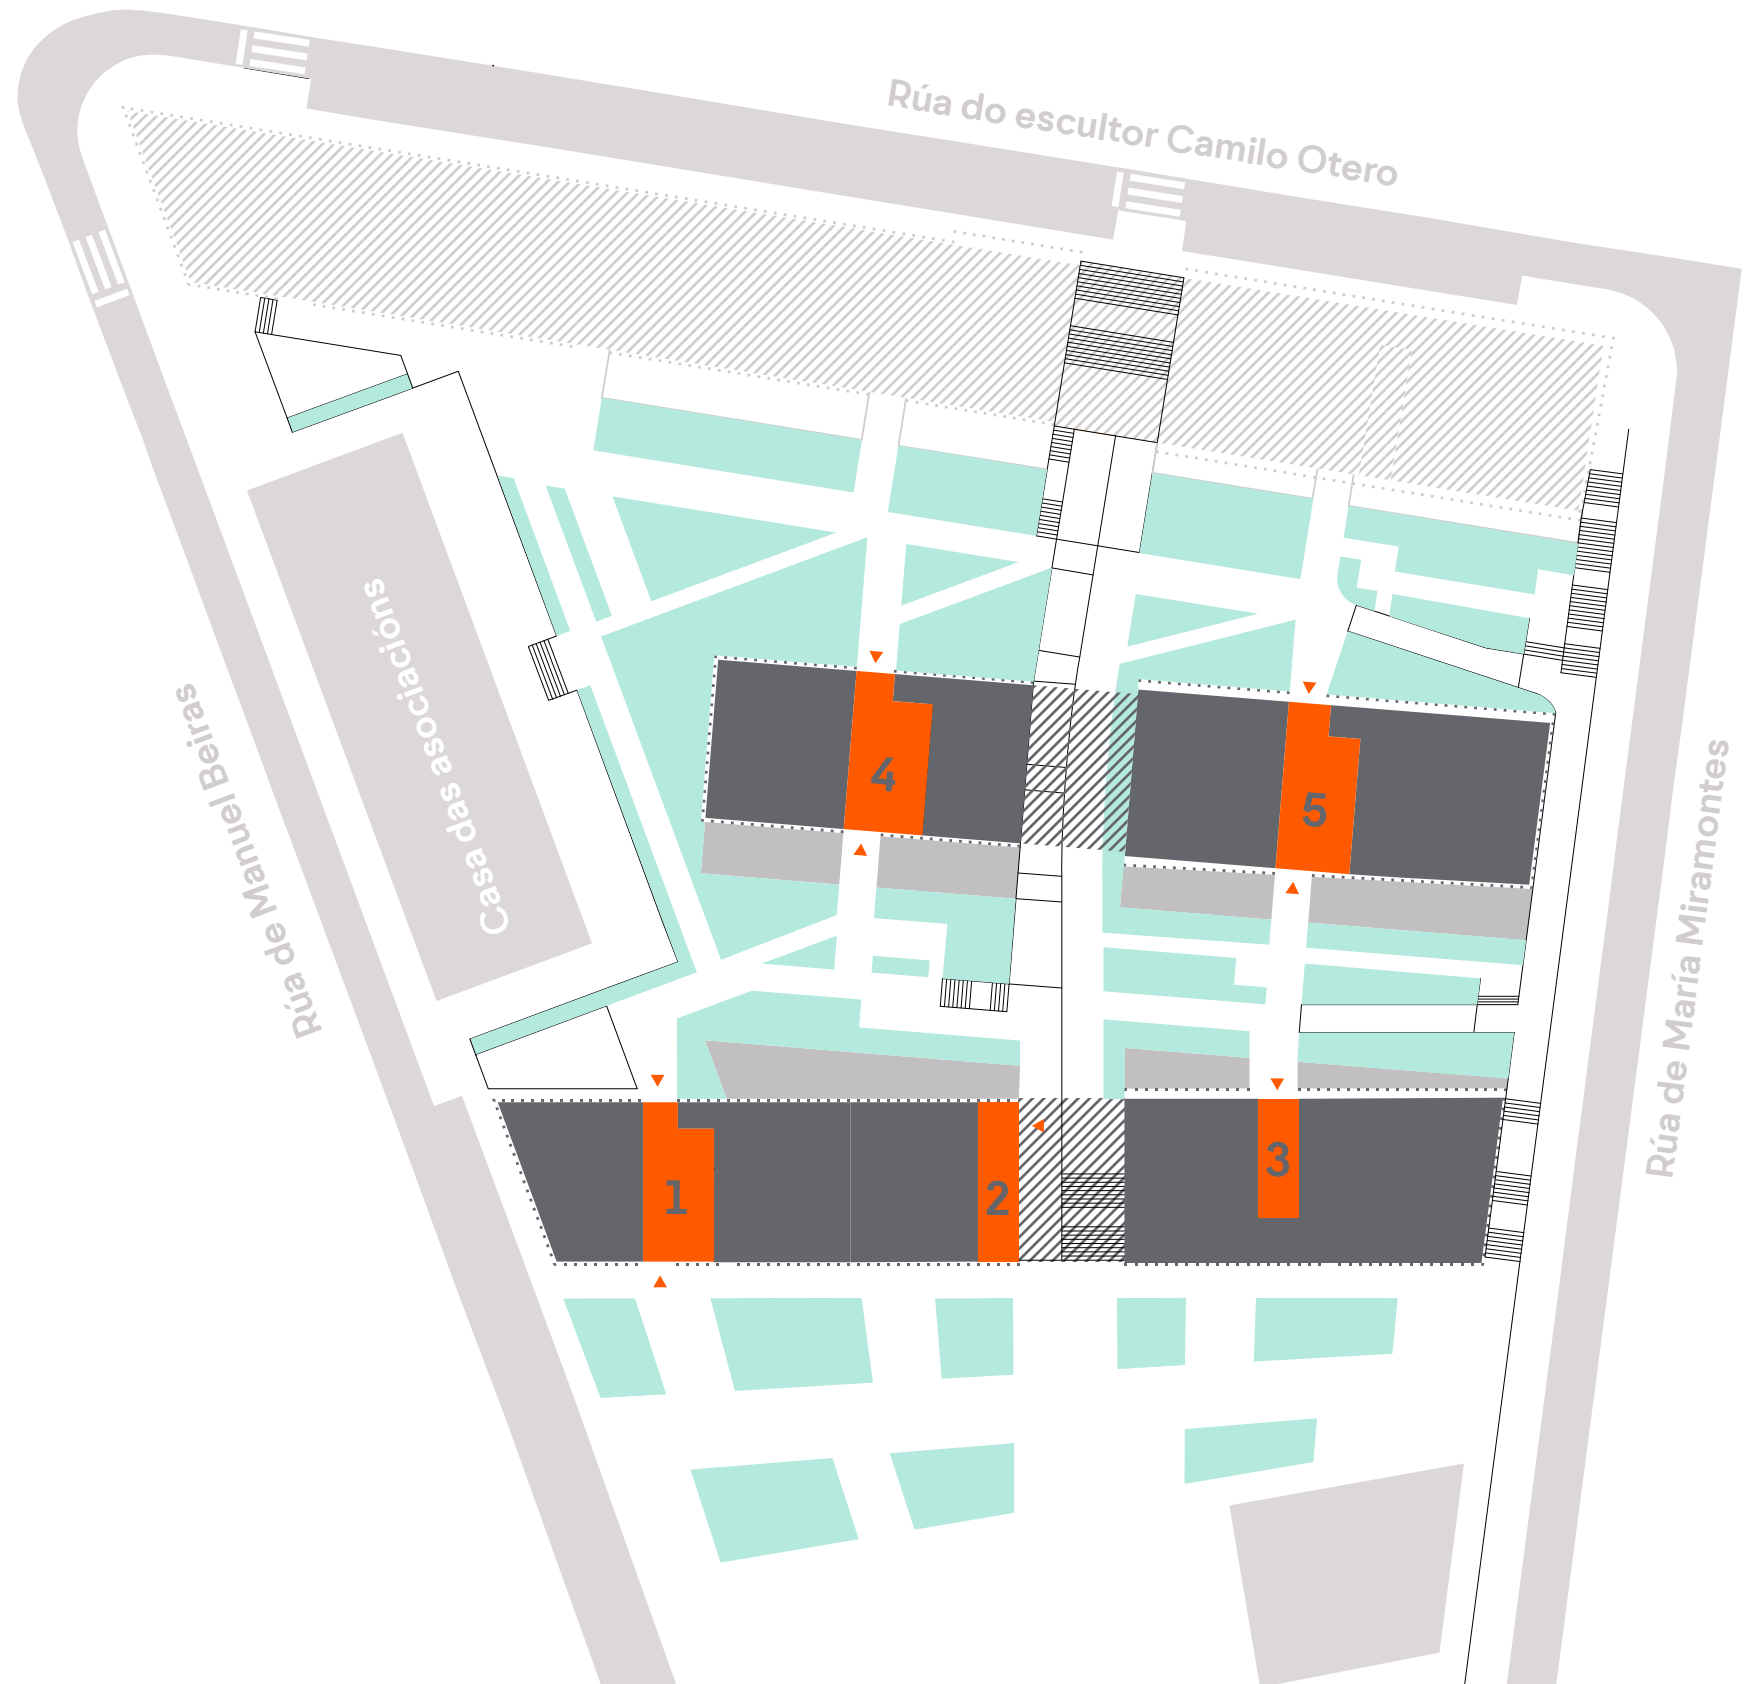 Rúa do escultor Camilo Otero
Casa das asociacións
Rúa de Manuel Beiras
4
5
Rúa de María Miramontes
1
2
3